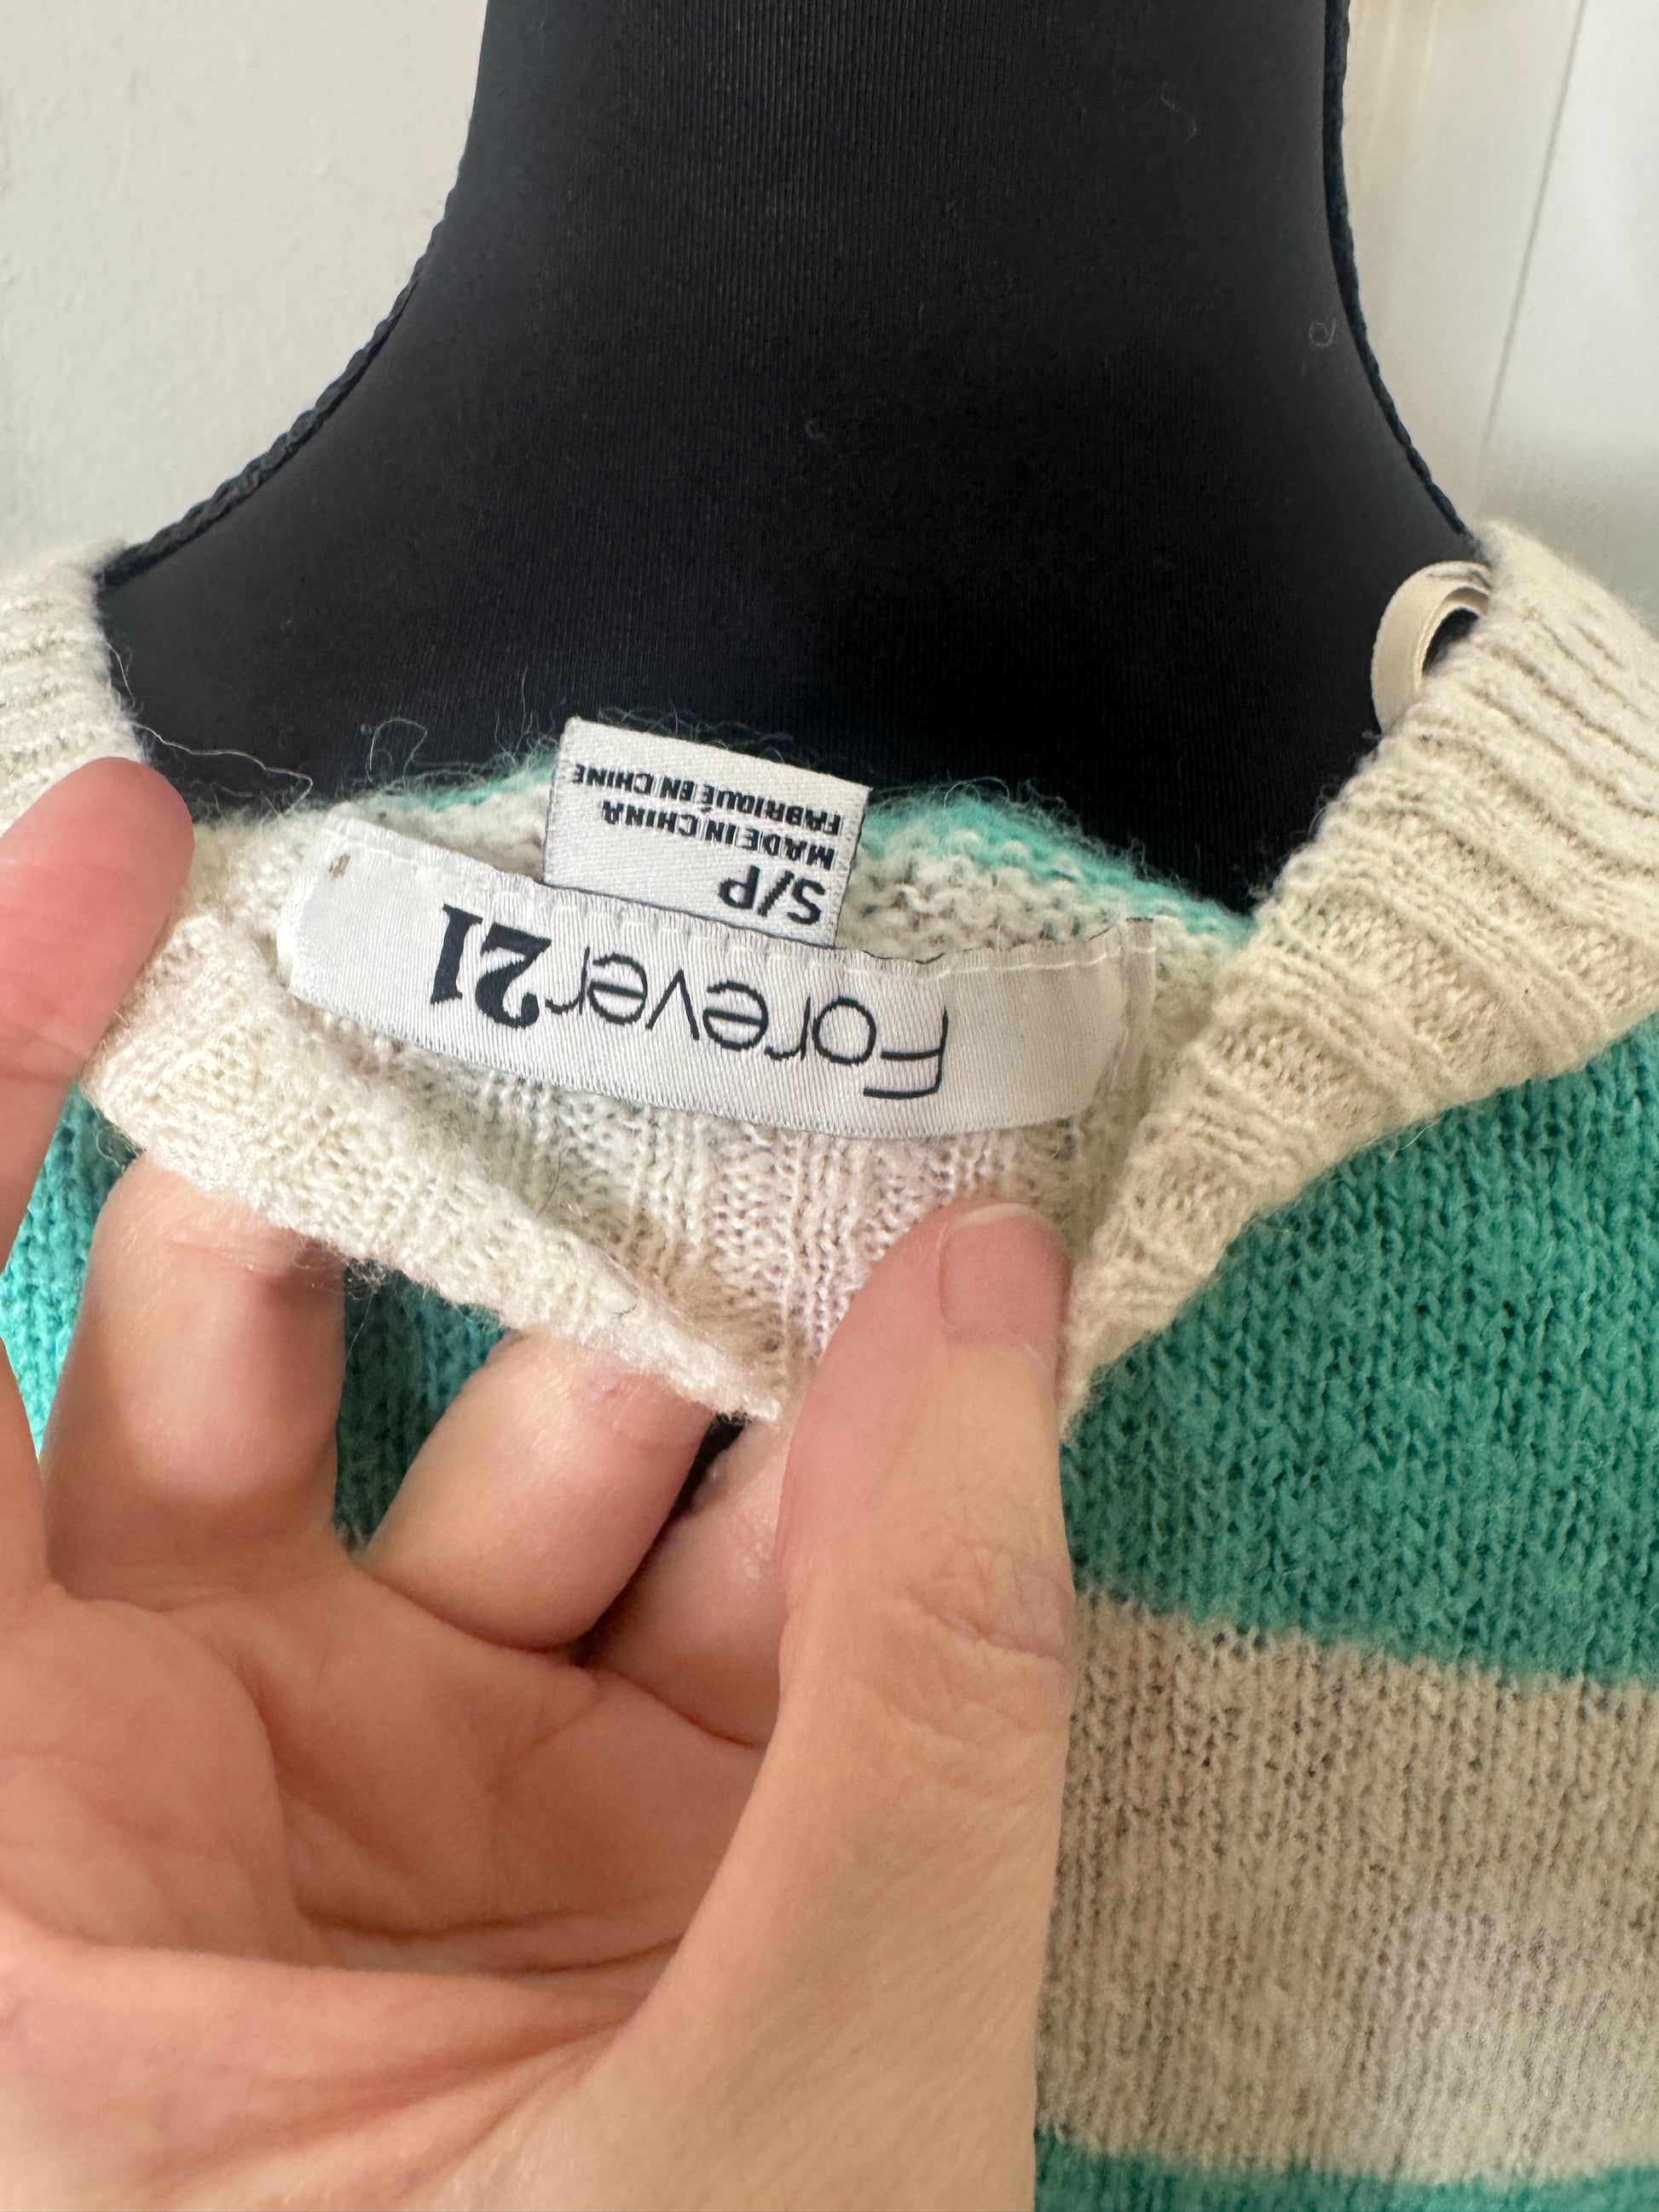 Forever21
S/P
MADE IN CHINA
FABRIQUÉ EN CHINE